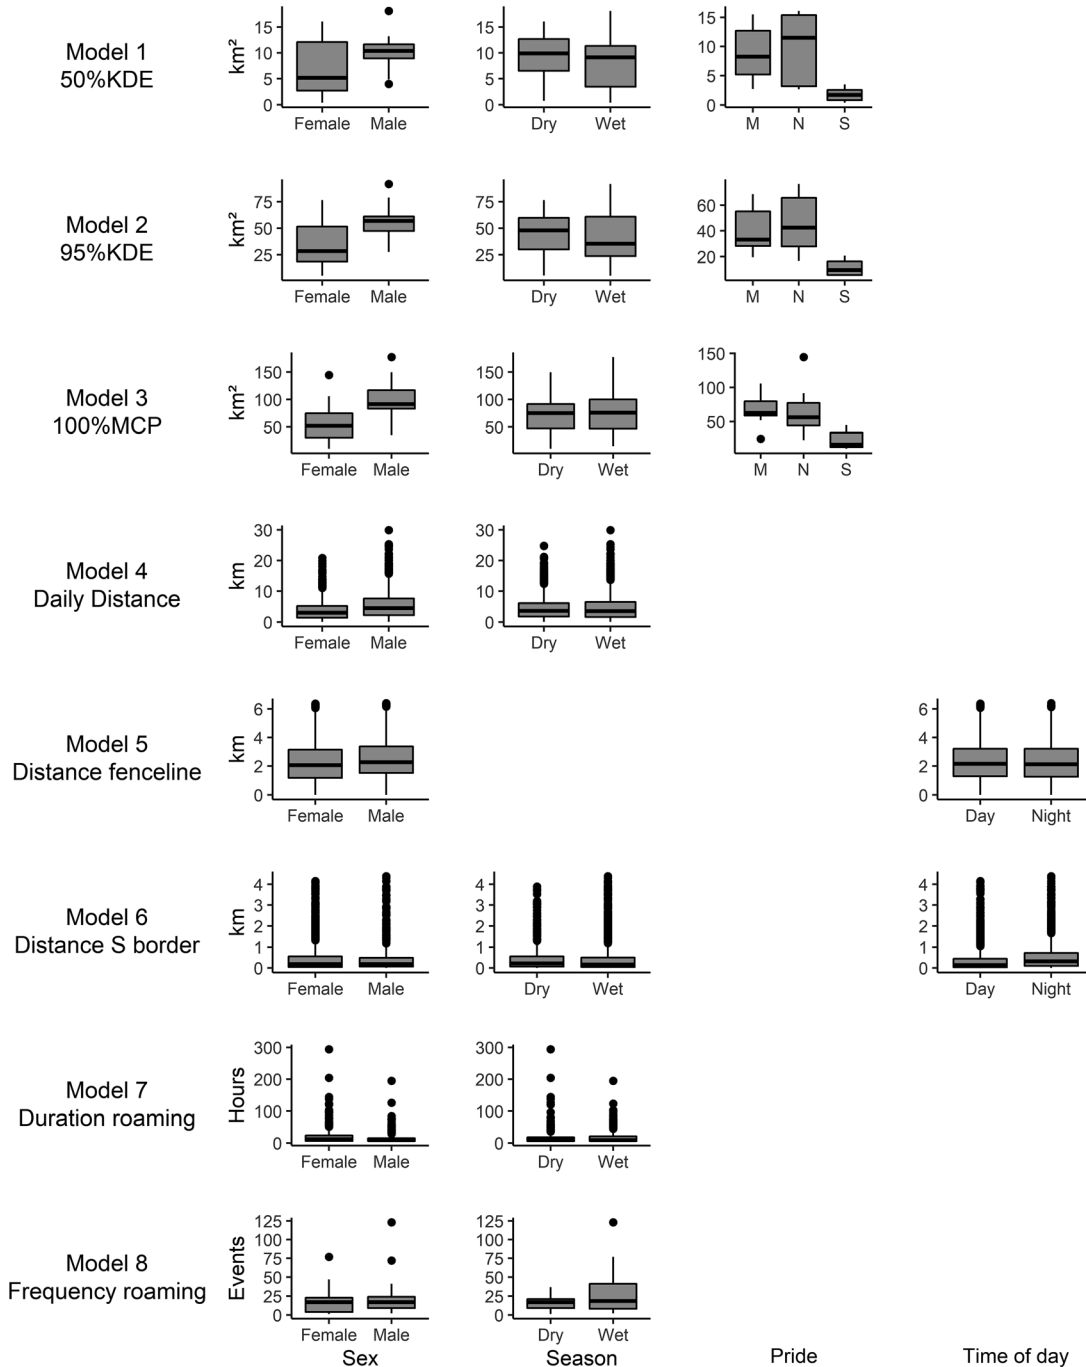 Model 1
50%KDE
km²
15
10
5
0
Female Male
15
10
5
0
Dry Wet
15
10
5
0
M N S
Model 2
95%KDE
km²
75
50
25
Female Male
75
50
25
Dry Wet
60
40
20
M N S
Model 3
100%MCP
km²
150
100
50
Female Male
150
100
50
Dry Wet
150
100
50
M N S
Model 4
Daily Distance
km
30
20
10
0
Female Male
30
20
10
0
Dry Wet
Model 5
Distance fenceline
km
6
4
2
0
Female Male
6
4
2
0
Day Night
Model 6
Distance S border
km
4
3
2
1
0
Female Male
4
3
2
1
0
Dry Wet
4
3
2
1
0
Day Night
Model 7
Duration roaming
Hours
300
200
100
0
Female Male
300
200
100
0
Dry Wet
Model 8
Frequency roaming
Events
125
100
75
50
25
0
Female Male
125
100
75
50
25
0
Dry Wet
Sex Season Pride Time of day